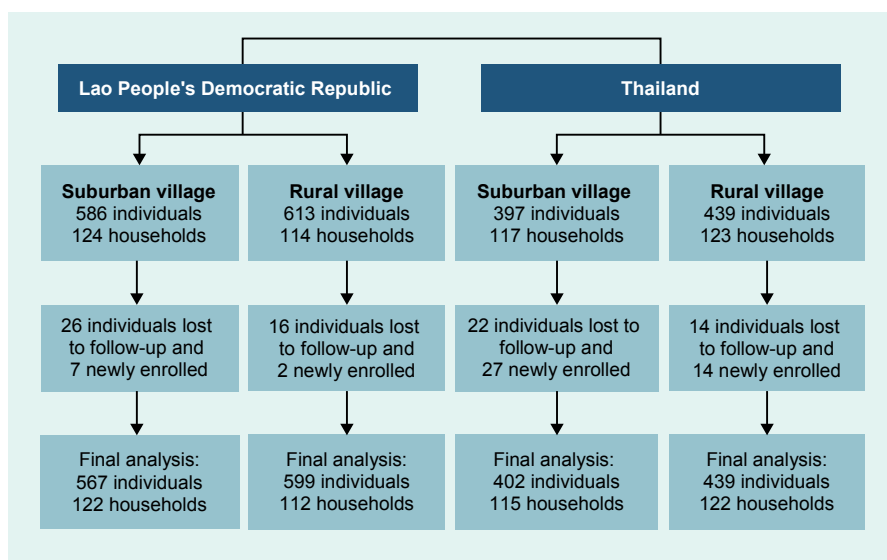 Lao People's Democratic Republic
Thailand
Suburban village
586 individuals
124 households
Rural village
613 individuals
114 households
Suburban village
397 individuals
117 households
Rural village
439 individuals
123 households
26 individuals lost
to follow-up and
7 newly enrolled
16 individuals lost
to follow-up and
2 newly enrolled
22 individuals lost to
follow-up and
27 newly enrolled
14 individuals lost
to follow-up and
14 newly enrolled
Final analysis:
567 individuals
122 households
Final analysis:
599 individuals
112 households
Final analysis:
402 individuals
115 households
Final analysis:
439 individuals
122 households